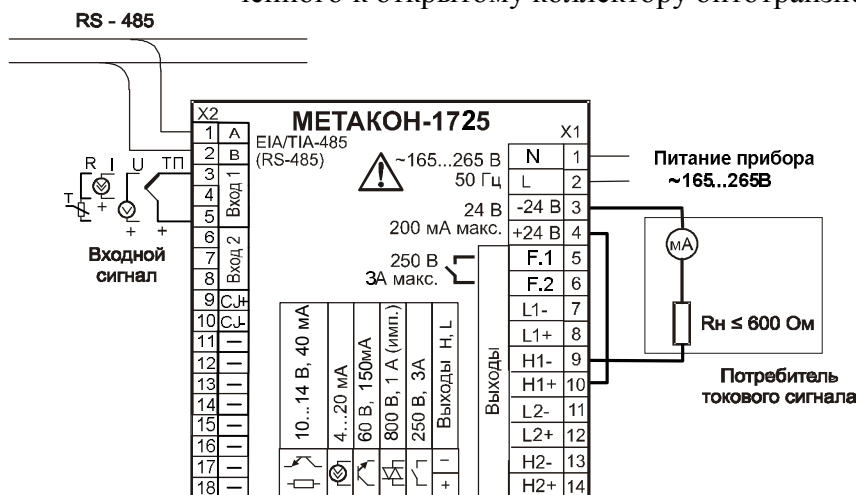 ченного к открытому коллектору оптотранзис
RS - 485
X2
МЕТАКОН-1725
X1
1 A
EIA/TIA-485
(RS-485)
2 B
3
4
5
Вход 1
6
7
8
Вход 2
9 CJ+
10 CJ-
11 –
12 –
13 –
14 –
15 –
16 –
17 –
18 –
R I U ТП
T
+ + +
Входной
сигнал
~165...265 В
50 Гц
24 В
200 мА макс.
250 В
3А макс.
N 1
L 2
-24 В 3
+24 В 4
F.1 5
F.2 6
L1- 7
L1+ 8
H1- 9
H1+ 10
L2- 11
L2+ 12
H2- 13
H2+ 14
Выходы
10...14 В, 40 мА
4...20 мА
60 В, 150мА
800 В, 1 А (имп.)
250 В, 3А
Выходы H, L
–
+
Питание прибора
~165...265В
мА
Rн ≤ 600 Ом
Потребитель
токового сигнала